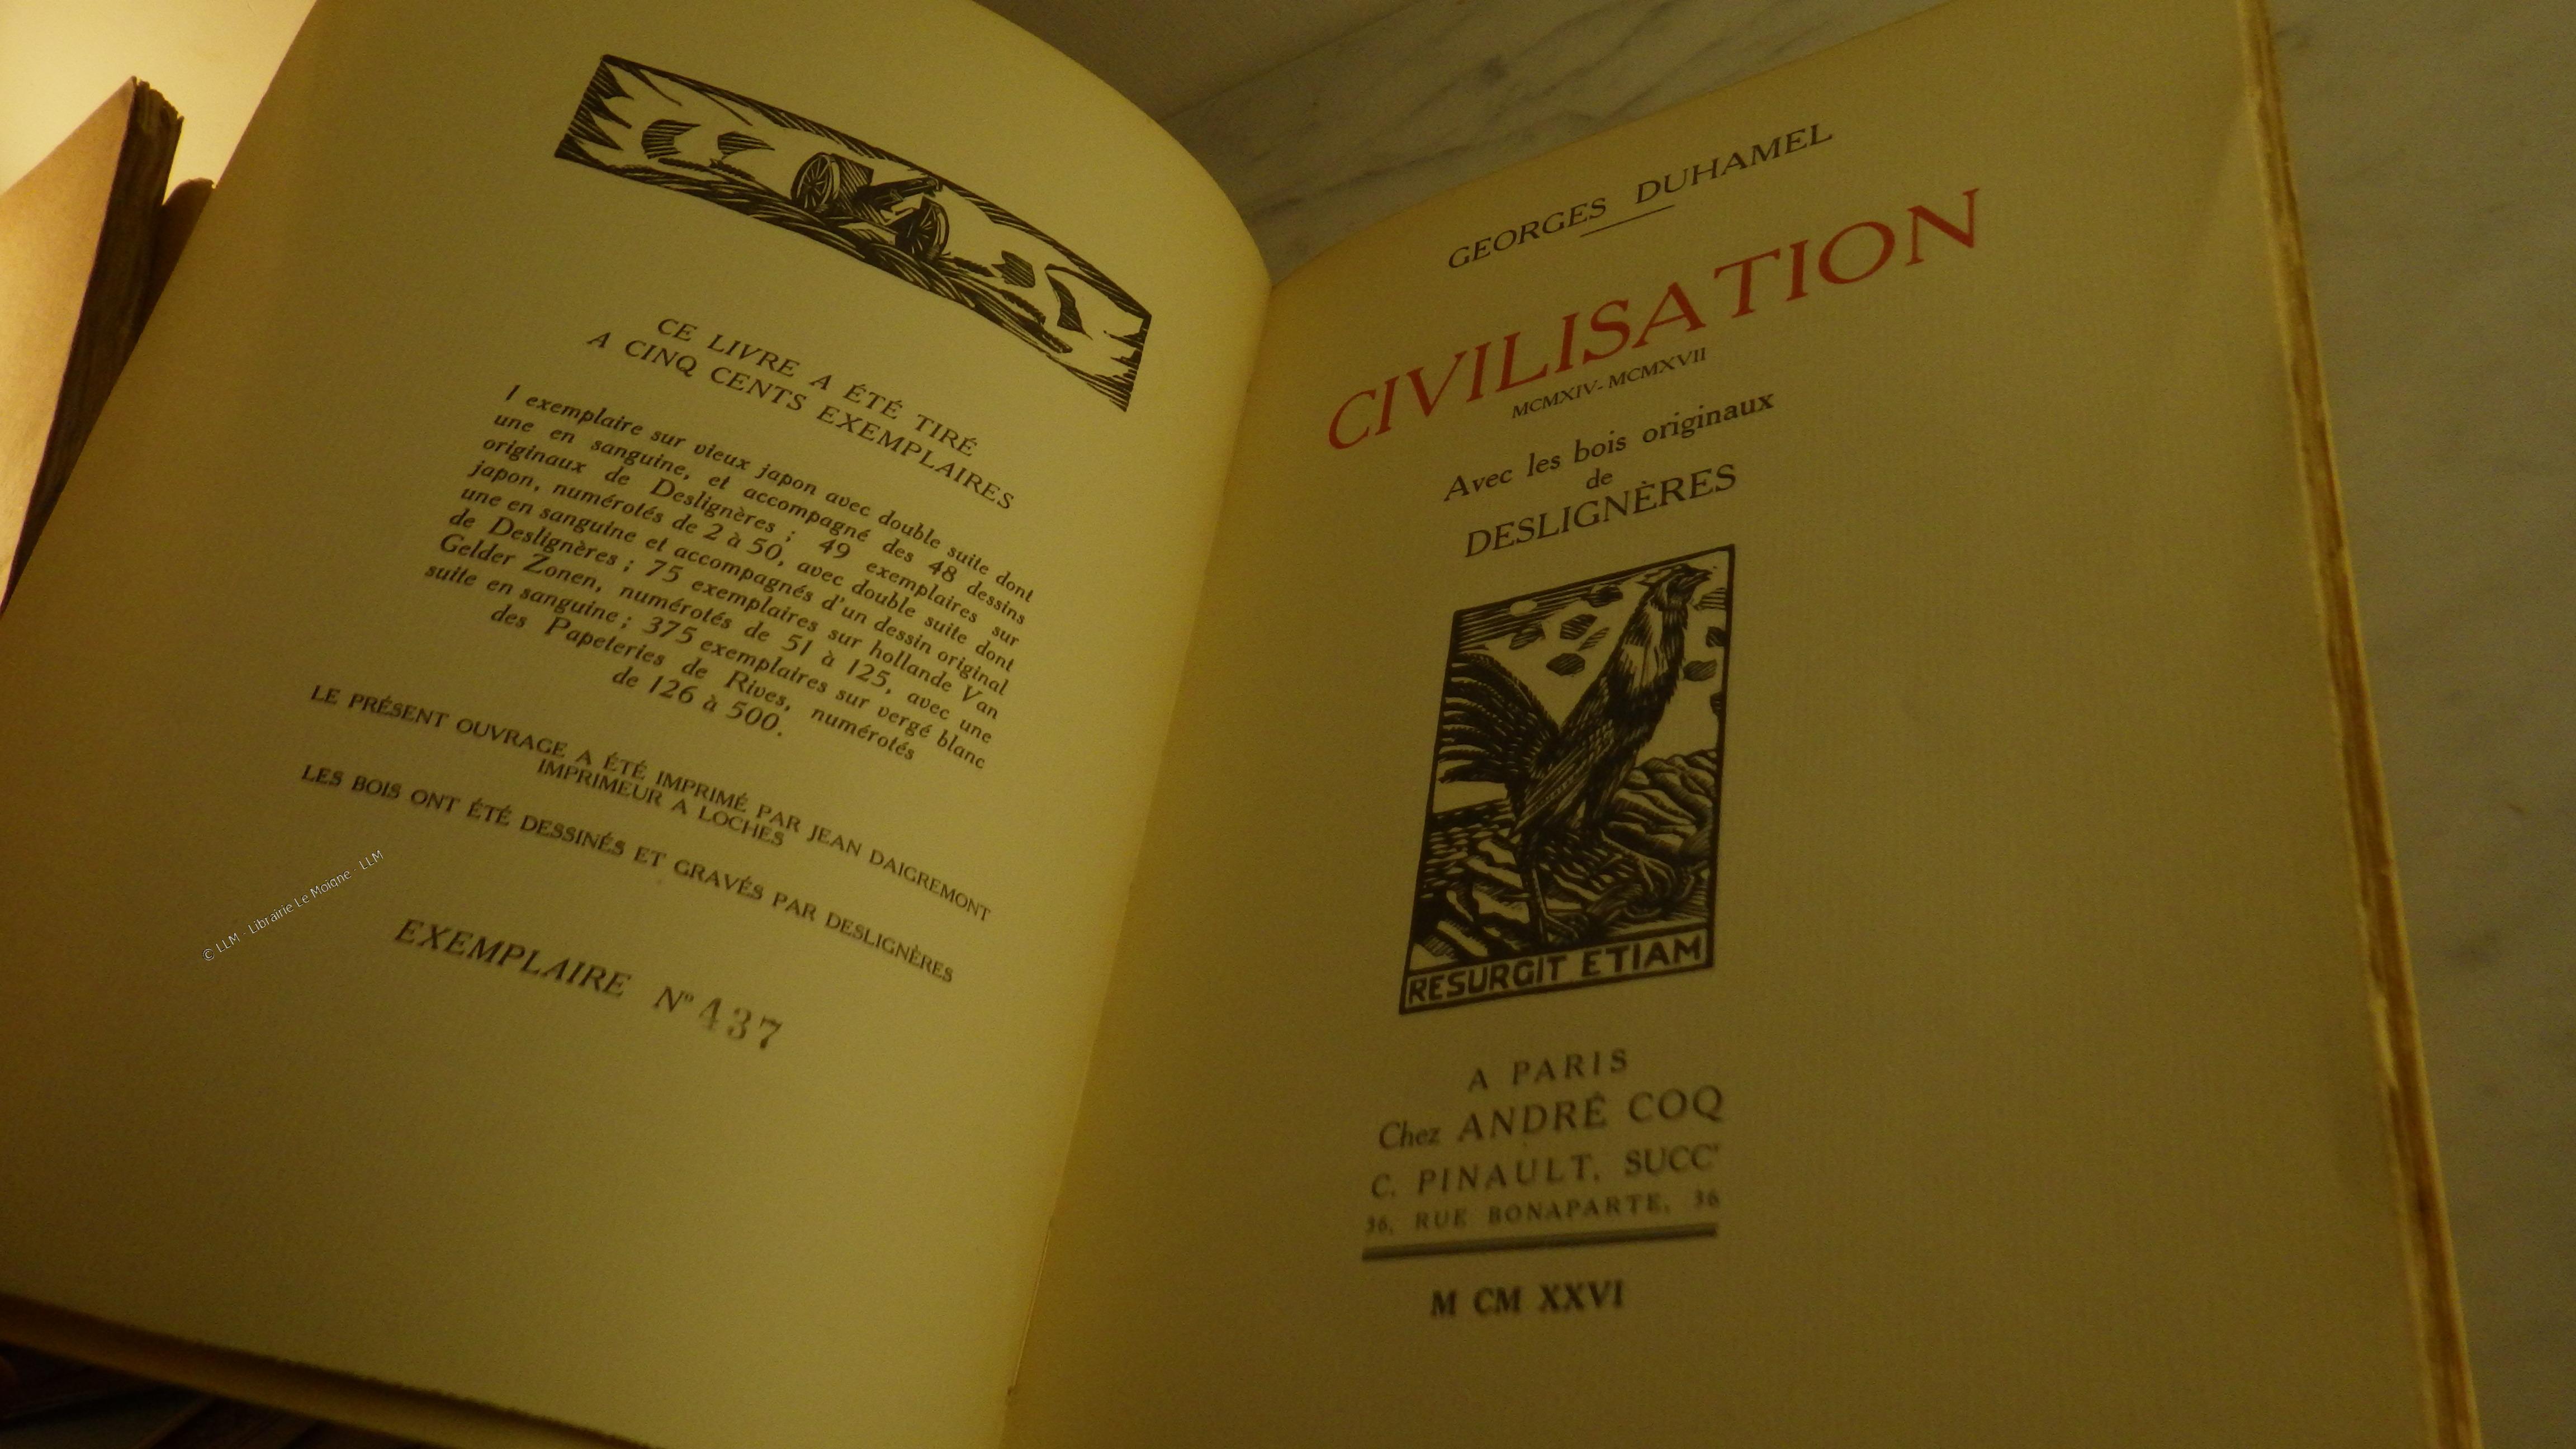 CE LIVRE A ÉTÉ TIRÉ
A CINQ CENTS EXEMPLAIRES
1 exemplaire sur vieux japon avec double suite dont
une en sanguine, et accompagné des 48 dessins
originaux de Deslignères ; 49 exemplaires sur
japon, numérotés de 2 à 50, avec double suite dont
une en sanguine et accompagnés d'un dessin original
de Deslignères ; 75 exemplaires sur hollande Van
Gelder Zonen, numérotés de 51 à 125, avec une
suite en sanguine ; 375 exemplaires sur vergé blanc
des Papeteries de Rives, numérotés
de 126 à 500.
LE PRÉSENT OUVRAGE A ÉTÉ IMPRIMÉ PAR JEAN DAIGREMONT
IMPRIMEUR A LOCHES
LES BOIS ONT ÉTÉ DESSINÉS ET GRAVÉS PAR DESLIGNÈRES
EXEMPLAIRE Nº 437
© LLM - Librairie Le Moigne - LLM
GEORGES DUHAMEL
CIVILISATION
MCMXIV-MCMXVII
Avec les bois originaux
de
DESLIGNÈRES
RESURGIT ETIAM
A PARIS
Chez ANDRÉ COQ
C. PINAULT, SUCCʳ
36, RUE BONAPARTE, 36
M CM XXVI